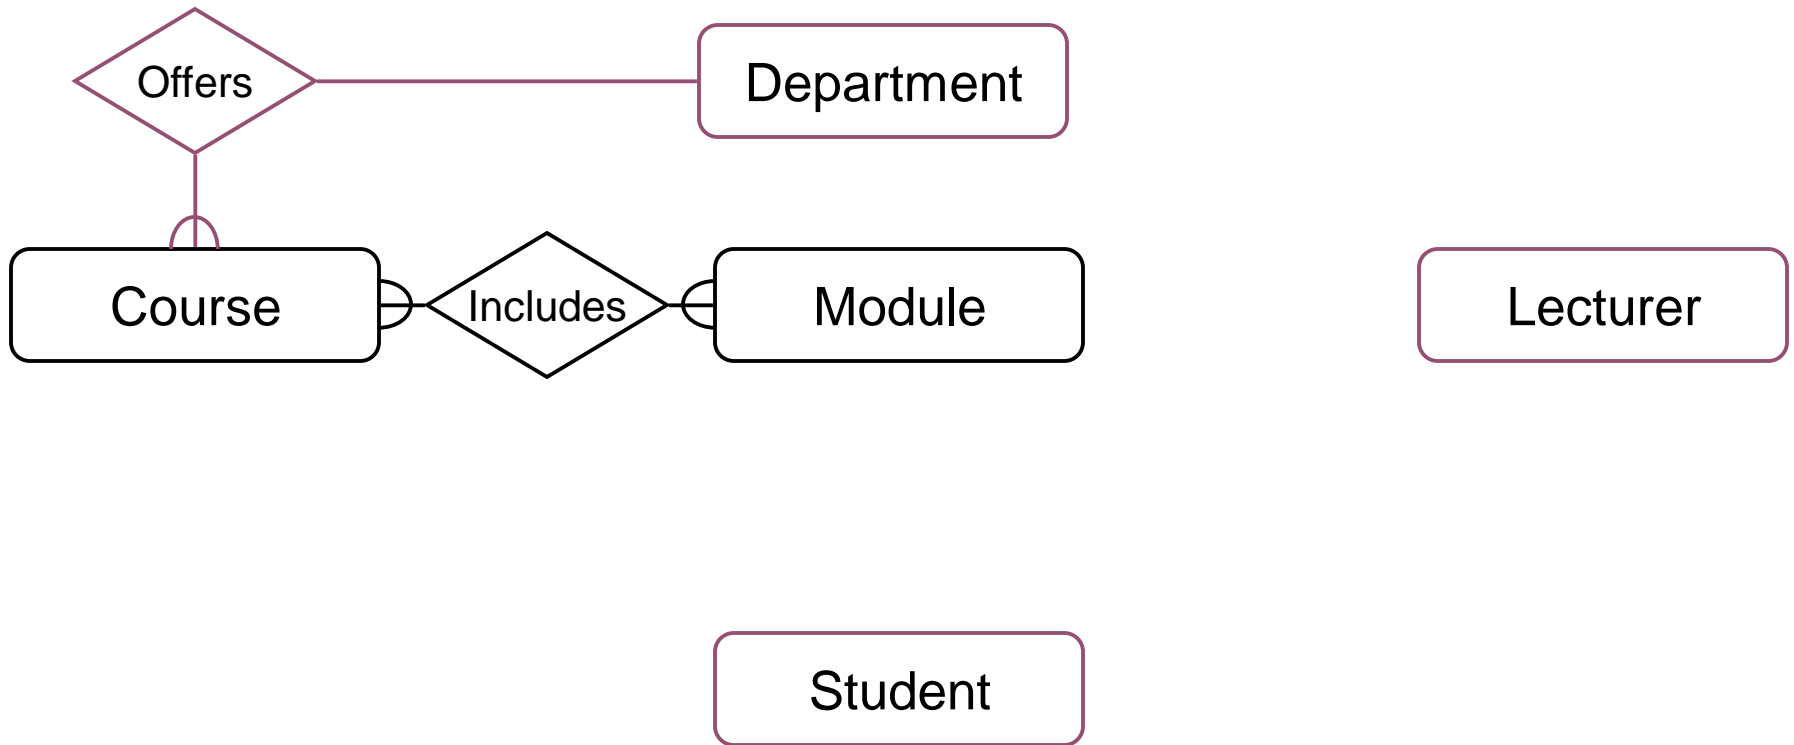 Offers
Department
Course
Includes
Module
Lecturer
Student